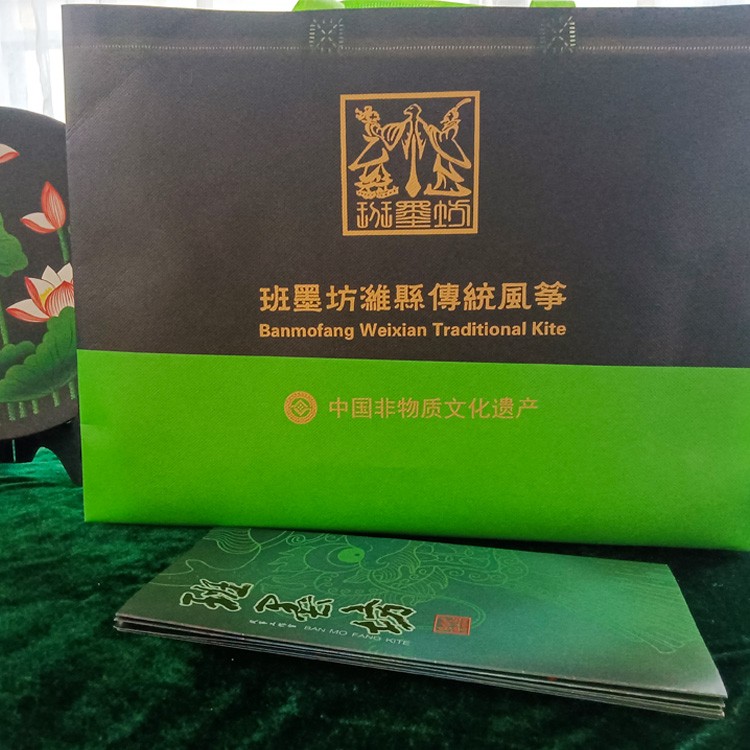 班墨坊
班墨坊濰縣傳統風筝
Banmofang Weixian Traditional Kite
中国非物质文化遗产
班墨坊
BAN MO FANG KITE